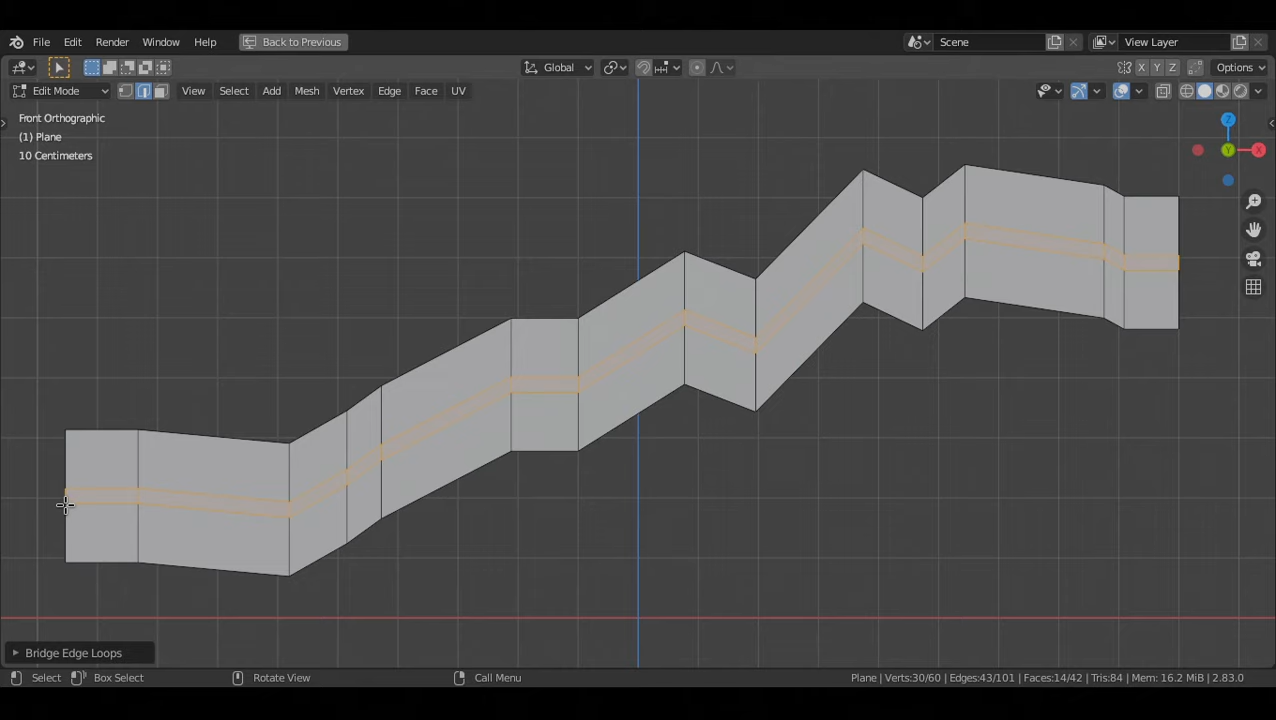 File Edit Render Window Help Back to Previous Scene View Layer
Global X Y Z Options
Edit Mode View Select Add Mesh Vertex Edge Face UV
Front Orthographic
(1) Plane
10 Centimeters
Z
Y
X
Bridge Edge Loops
Select Box Select Rotate View Call Menu Plane | Verts:30/60 | Edges:43/101 | Faces:14/42 | Tris:84 | Mem: 16.2 MiB | 2.83.0